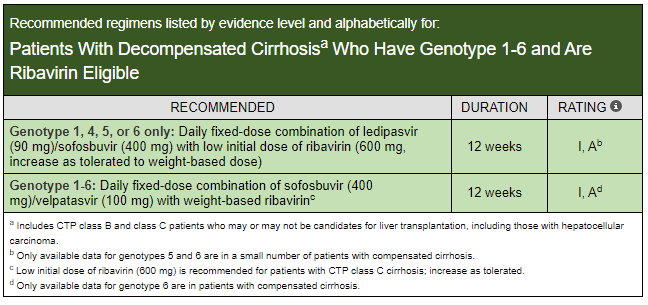 Recommended regimens listed by evidence level and alphabetically for:
Patients With Decompensated Cirrhosisa Who Have Genotype 1-6 and Are
Ribavirin Eligible
RECOMMENDED DURATION RATING
Genotype 1, 4, 5, or 6 only: Daily fixed-dose combination of ledipasvir
(90 mg)/sofosbuvir (400 mg) with low initial dose of ribavirin (600 mg,
increase as tolerated to weight-based dose)
12 weeks
I, Ab
Genotype 1-6: Daily fixed-dose combination of sofosbuvir (400
mg)/velpatasvir (100 mg) with weight-based ribavirinc
12 weeks
I, Ad
a Includes CTP class B and class C patients who may or may not be candidates for liver transplantation, including those with hepatocellular
carcinoma.
b Only available data for genotypes 5 and 6 are in a small number of patients with compensated cirrhosis.
c Low initial dose of ribavirin (600 mg) is recommended for patients with CTP class C cirrhosis; increase as tolerated.
d Only available data for genotype 6 are in patients with compensated cirrhosis.